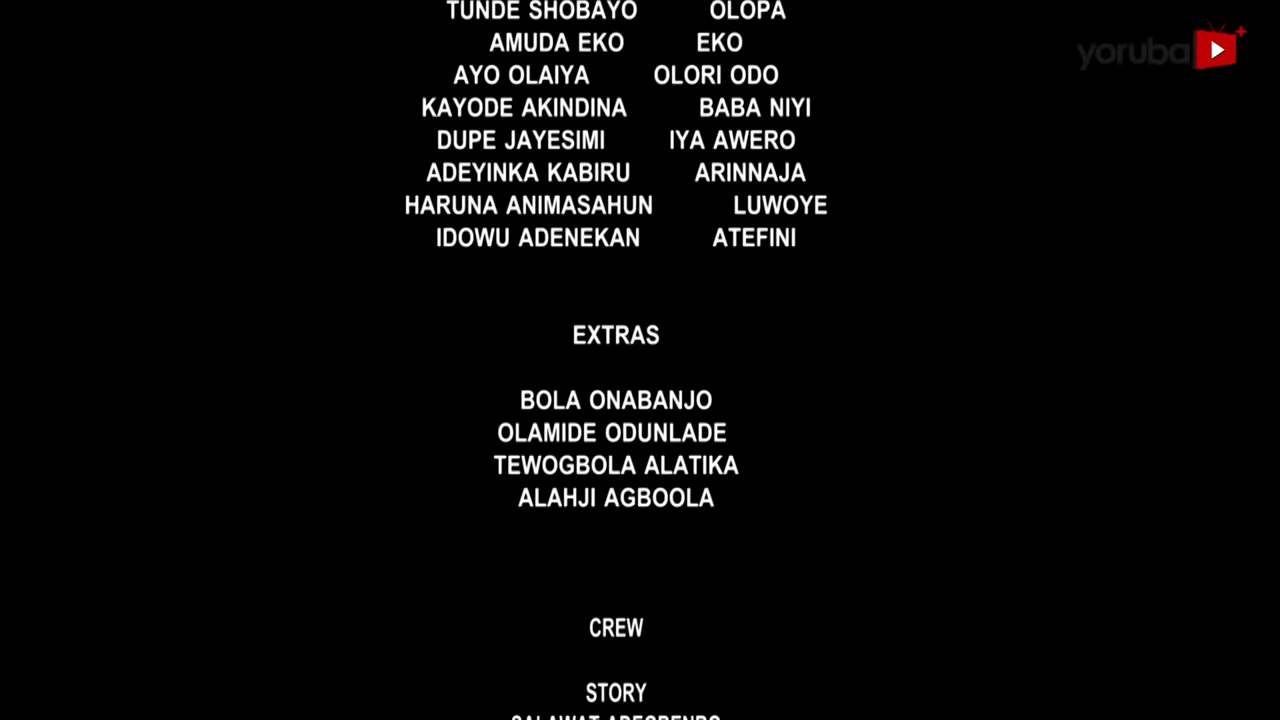 TUNDE SHOBAYO OLOPA
yoruba
AMUDA EKO EKO
AYO OLAIYA OLORI ODO
KAYODE AKINDINA BABA NIYI
DUPE JAYESIMI IYA AWERO
ADEYINKA KABIRU ARINNAJA
HARUNA ANIMASAHUN LUWOYE
IDOWU ADENEKAN ATEFINI
EXTRAS
BOLA ONABANJO
OLAMIDE ODUNLADE
TEWOGBOLA ALATIKA
ALAHJI AGBOOLA
CREW
STORY